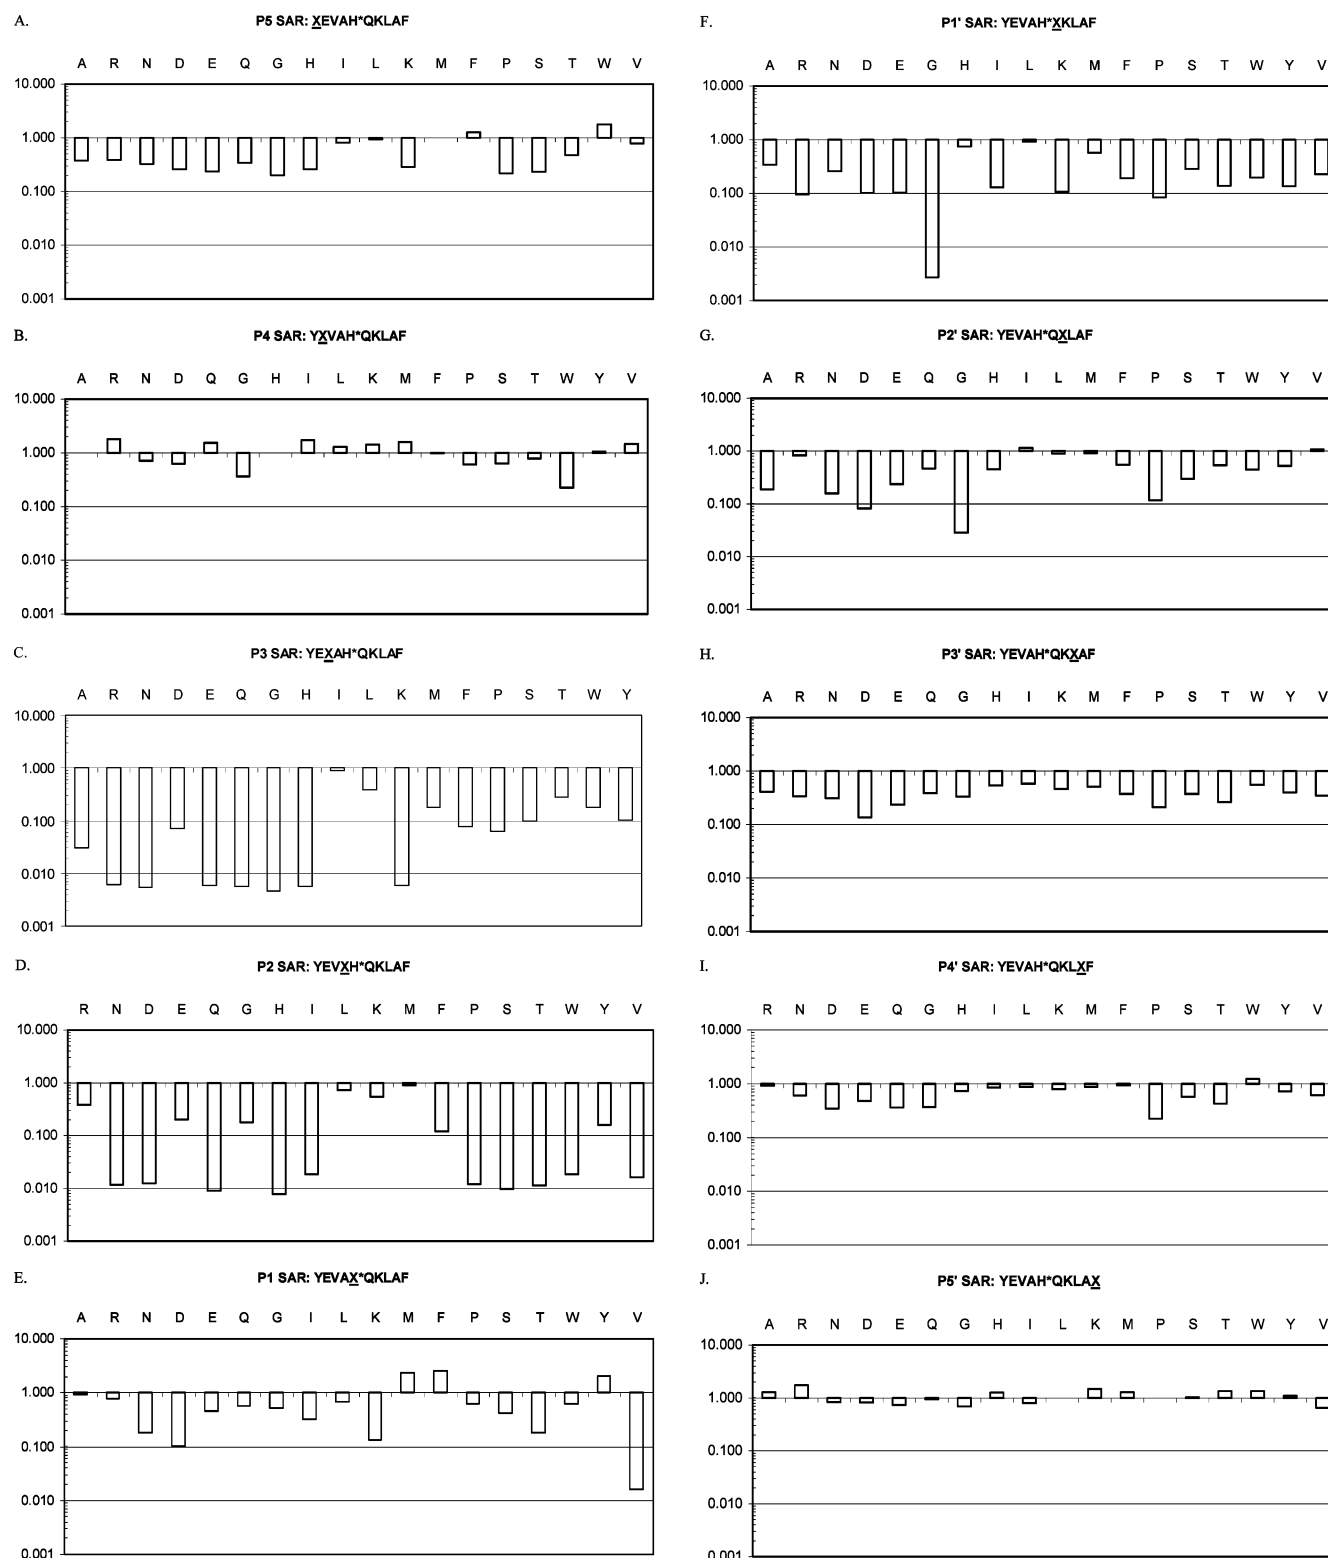 A.
P5 SAR: XEVAH*QKLAF
A R N D E Q G H I L K M F P S T W V
10.000
1.000
0.100
0.010
0.001
B.
P4 SAR: YXVAH*QKLAF
A R N D Q G H I L K M F P S T W Y V
10.000
1.000
0.100
0.010
0.001
C.
P3 SAR: YEXAH*QKLAF
A R N D E Q G H I L K M F P S T W Y
10.000
1.000
0.100
0.010
0.001
D.
P2 SAR: YEVXH*QKLAF
R N D E Q G H I L K M F P S T W Y V
10.000
1.000
0.100
0.010
0.001
E.
P1 SAR: YEVAX*QKLAF
A R N D E Q G I L K M F P S T W Y V
10.000
1.000
0.100
0.010
0.001
F.
P1' SAR: YEVAH*XKLAF
A R N D E G H I L K M F P S T W Y V
10.000
1.000
0.100
0.010
0.001
G.
P2' SAR: YEVAH*QXLAF
A R N D E Q G H I L M F P S T W Y V
10.000
1.000
0.100
0.010
0.001
H.
P3' SAR: YEVAH*QKXAF
A R N D E Q G H I K M F P S T W Y V
10.000
1.000
0.100
0.010
0.001
I.
P4' SAR: YEVAH*QKLXF
R N D E Q G H I L K M F P S T W Y V
10.000
1.000
0.100
0.010
0.001
J.
P5' SAR: YEVAH*QKLAX
A R N D E Q G H I L K M P S T W Y V
10.000
1.000
0.100
0.010
0.001